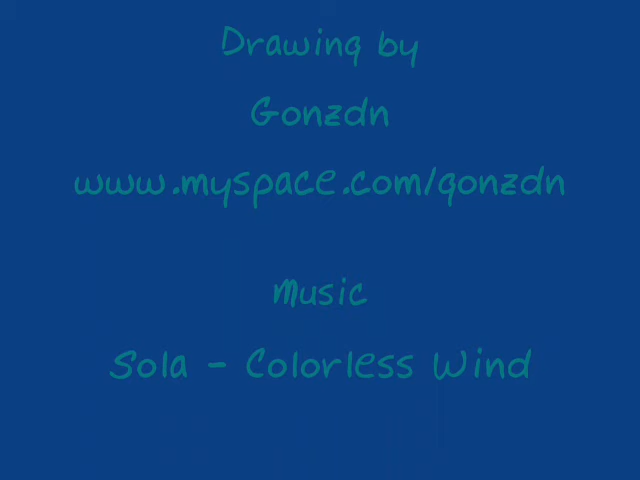 Drawing by
Gonzdn
www.myspace.com/gonzdn
Music
Sola - Colorless Wind